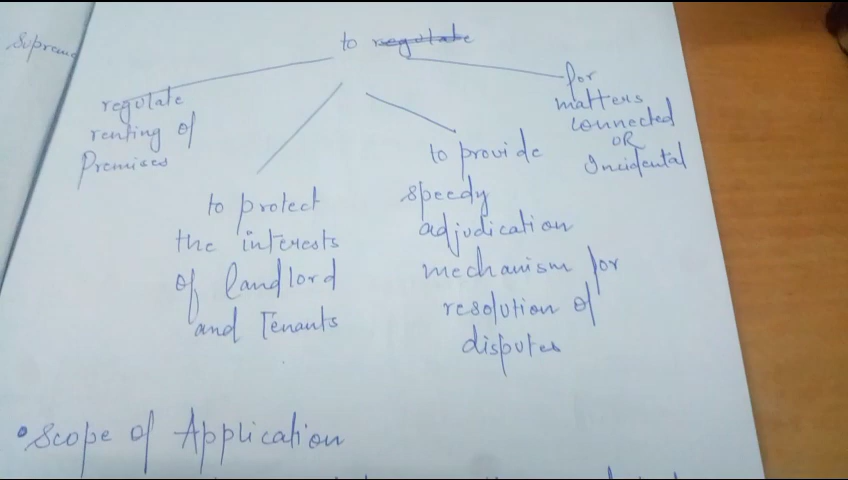 Supreme
to regulate
regulate
renting of
Premises
to protect
the interests
of landlord
and Tenants
to provide
speedy
adjudication
mechanism for
resolution of
disputes
for
matters
connected
OR
Incidental
• Scope of Application